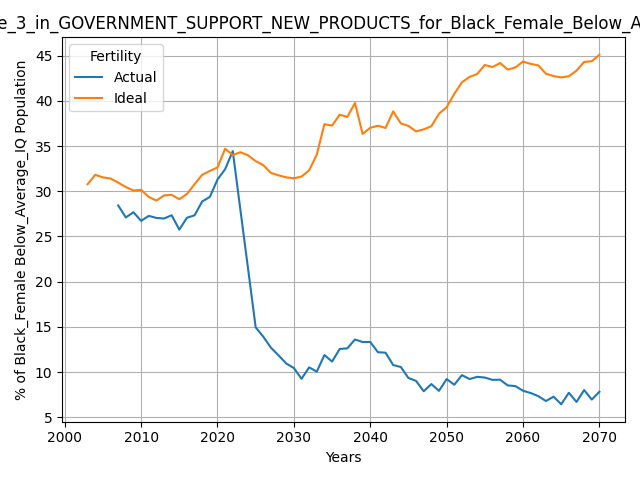 e_3_in_GOVERNMENT_SUPPORT_NEW_PRODUCTS_for_Black_Female_Below_A
Fertility
Actual
Ideal
% of Black_Female Below_Average_IQ Population
45
40
35
30
25
20
15
10
5
2000 2010 2020 2030 2040 2050 2060 2070
Years